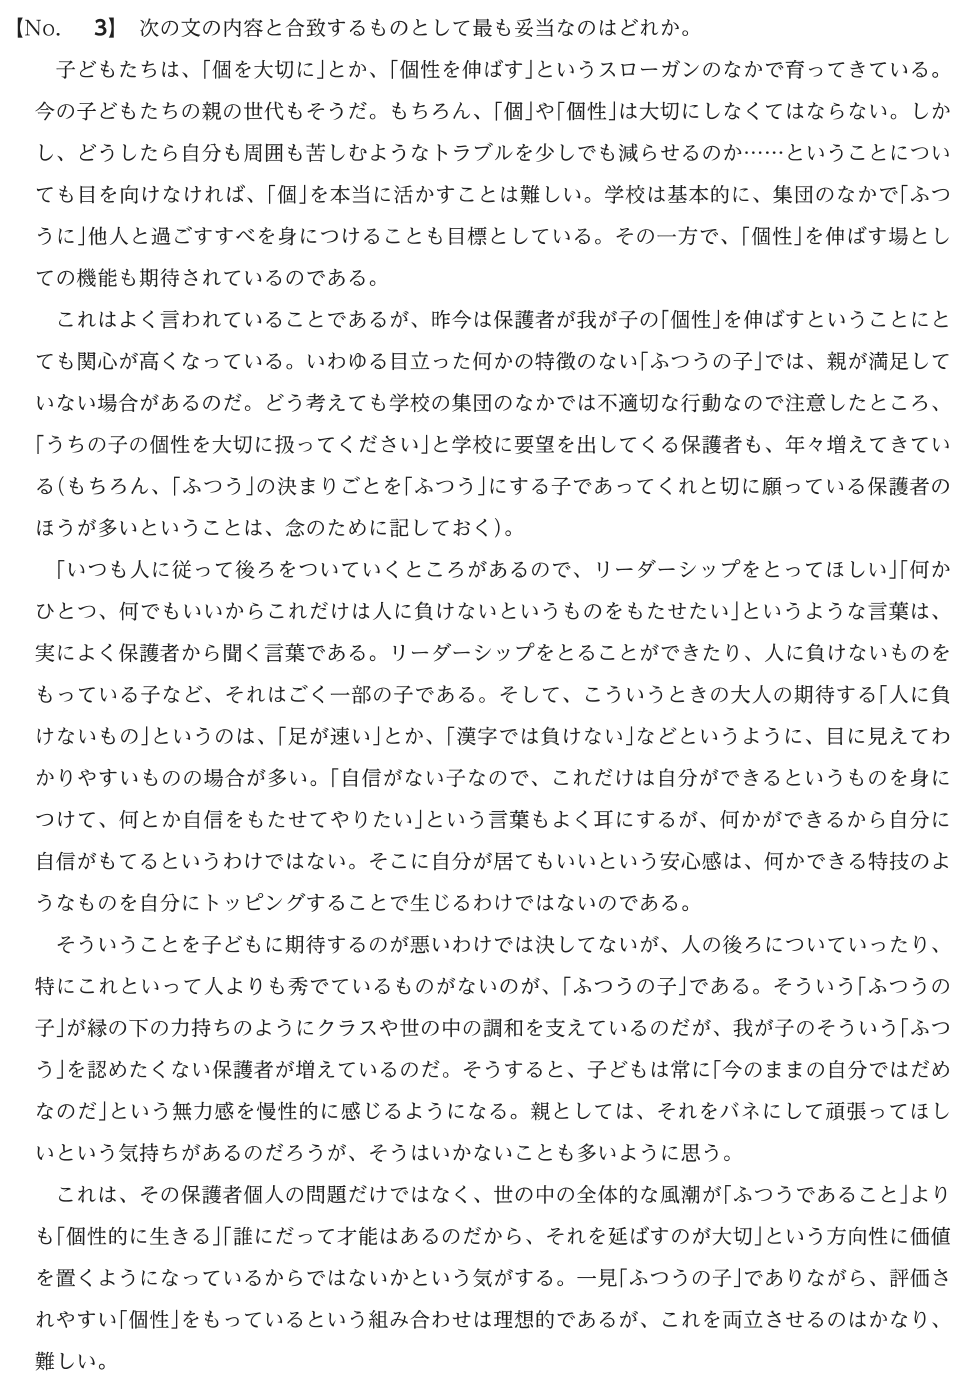 【No.　3】　次の文の内容と合致するものとして最も妥当なのはどれか。
　子どもたちは、「個を大切に」とか、「個性を伸ばす」というスローガンのなかで育ってきている。
今の子どもたちの親の世代もそうだ。もちろん、「個」や「個性」は大切にしなくてはならない。しか
し、どうしたら自分も周囲も苦しむようなトラブルを少しでも減らせるのか……ということについ
ても目を向けなければ、「個」を本当に活かすことは難しい。学校は基本的に、集団のなかで「ふつ
うに」他人と過ごすすべを身につけることも目標としている。その一方で、「個性」を伸ばす場とし
ての機能も期待されているのである。
　これはよく言われていることであるが、昨今は保護者が我が子の「個性」を伸ばすということにと
ても関心が高くなっている。いわゆる目立った何かの特徴のない「ふつうの子」では、親が満足して
いない場合があるのだ。どう考えても学校の集団のなかでは不適切な行動なので注意したところ、
「うちの子の個性を大切に扱ってください」と学校に要望を出してくる保護者も、年々増えてきてい
る（もちろん、「ふつう」の決まりごとを「ふつう」にする子であってくれと切に願っている保護者の
ほうが多いということは、念のために記しておく）。
　「いつも人に従って後ろをついていくところがあるので、リーダーシップをとってほしい」「何か
ひとつ、何でもいいからこれだけは人に負けないというものをもたせたい」というような言葉は、
実によく保護者から聞く言葉である。リーダーシップをとることができたり、人に負けないものを
もっている子など、それはごく一部の子である。そして、こういうときの大人の期待する「人に負
けないもの」というのは、「足が速い」とか、「漢字では負けない」などというように、目に見えてわ
かりやすいものの場合が多い。「自信がない子なので、これだけは自分ができるというものを身に
つけて、何とか自信をもたせてやりたい」という言葉もよく耳にするが、何かができるから自分に
自信がもてるというわけではない。そこに自分が居てもいいという安心感は、何かできる特技のよ
うなものを自分にトッピングすることで生じるわけではないのである。
　そういうことを子どもに期待するのが悪いわけでは決してないが、人の後ろについていったり、
特にこれといって人よりも秀でているものがないのが、「ふつうの子」である。そういう「ふつうの
子」が縁の下の力持ちのようにクラスや世の中の調和を支えているのだが、我が子のそういう「ふつ
う」を認めたくない保護者が増えているのだ。そうすると、子どもは常に「今のままの自分ではだめ
なのだ」という無力感を慢性的に感じるようになる。親としては、それをバネにして頑張ってほし
いという気持ちがあるのだろうが、そうはいかないことも多いように思う。
　これは、その保護者個人の問題だけではなく、世の中の全体的な風潮が「ふつうであること」より
も「個性的に生きる」「誰にだって才能はあるのだから、それを延ばすのが大切」という方向性に価値
を置くようになっているからではないかという気がする。一見「ふつうの子」でありながら、評価さ
れやすい「個性」をもっているという組み合わせは理想的であるが、これを両立させるのはかなり、
難しい。